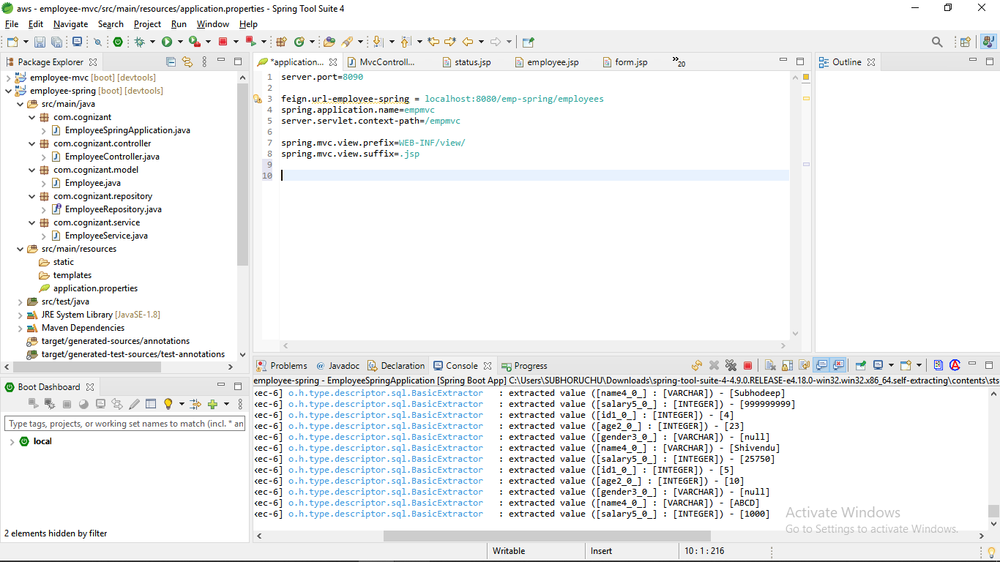 aws - employee-mvc/src/main/resources/application.properties - Spring Tool Suite 4
File Edit Navigate Search Project Run Window Help
Package Explorer
employee-mvc [boot] [devtools]
employee-spring [boot] [devtools]
src/main/java
com.cognizant
EmployeeSpringApplication.java
com.cognizant.controller
EmployeeController.java
com.cognizant.model
Employee.java
com.cognizant.repository
EmployeeRepository.java
com.cognizant.service
EmployeeService.java
src/main/resources
static
templates
application.properties
src/test/java
JRE System Library [JavaSE-1.8]
Maven Dependencies
target/generated-sources/annotations
target/generated-test-sources/test-annotations
*application... MvcControll... status.jsp employee.jsp form.jsp »20
1 server.port=8090
2
3 feign.url-employee-spring = localhost:8080/emp-spring/employees
4 spring.application.name=empmvc
5 server.servlet.context-path=/empmvc
6
7 spring.mvc.view.prefix=WEB-INF/view/
8 spring.mvc.view.suffix=.jsp
9
10
Outline
Boot Dashboard
Type tags, projects, or working set names to match (incl. * an
local
2 elements hidden by filter
Problems @ Javadoc Declaration Console Progress
employee-spring - EmployeeSpringApplication [Spring Boot App] C:\Users\SUBHORUCHU\Downloads\spring-tool-suite-4-4.9.0.RELEASE-e4.18.0-win32.win32.x86_64.self-extracting\contents\sts
ec-6] o.h.type.descriptor.sql.BasicExtractor : extracted value ([name4_0_] : [VARCHAR]) - [Subhodeep]
ec-6] o.h.type.descriptor.sql.BasicExtractor : extracted value ([salary5_0_] : [INTEGER]) - [999999999]
ec-6] o.h.type.descriptor.sql.BasicExtractor : extracted value ([id1_0_] : [INTEGER]) - [4]
ec-6] o.h.type.descriptor.sql.BasicExtractor : extracted value ([age2_0_] : [INTEGER]) - [23]
ec-6] o.h.type.descriptor.sql.BasicExtractor : extracted value ([gender3_0_] : [VARCHAR]) - [null]
ec-6] o.h.type.descriptor.sql.BasicExtractor : extracted value ([name4_0_] : [VARCHAR]) - [Shivendu]
ec-6] o.h.type.descriptor.sql.BasicExtractor : extracted value ([salary5_0_] : [INTEGER]) - [25750]
ec-6] o.h.type.descriptor.sql.BasicExtractor : extracted value ([id1_0_] : [INTEGER]) - [5]
ec-6] o.h.type.descriptor.sql.BasicExtractor : extracted value ([age2_0_] : [INTEGER]) - [10]
ec-6] o.h.type.descriptor.sql.BasicExtractor : extracted value ([gender3_0_] : [VARCHAR]) - [null]
ec-6] o.h.type.descriptor.sql.BasicExtractor : extracted value ([name4_0_] : [VARCHAR]) - [ABCD]
ec-6] o.h.type.descriptor.sql.BasicExtractor : extracted value ([salary5_0_] : [INTEGER]) - [1000]
Activate Windows
Go to Settings to activate Windows.
Writable Insert 10 : 1 : 216